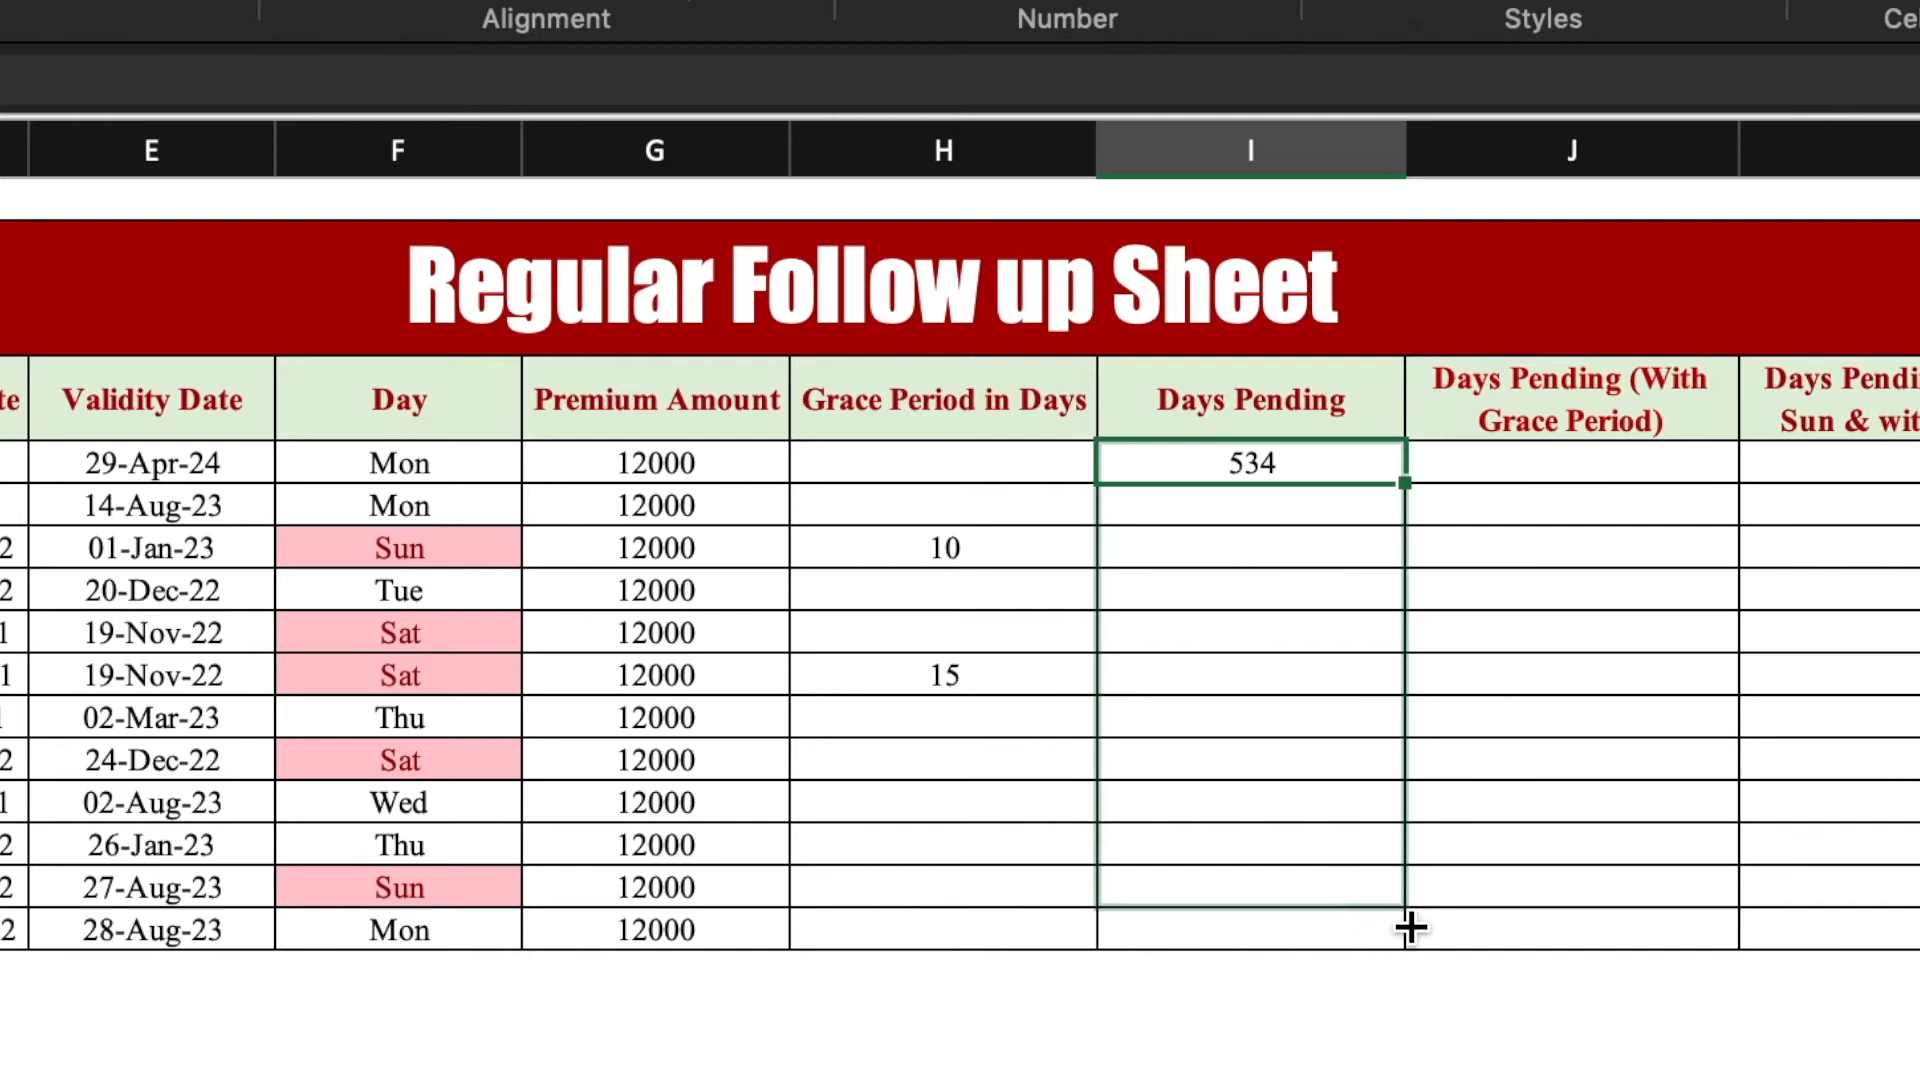 Alignment Number Styles
E F G H I J
Regular Follow up Sheet
Validity Date Day Premium Amount Grace Period in Days Days Pending Days Pending (With
Grace Period)
Sun &
29-Apr-24 Mon 12000 534
14-Aug-23 Mon 12000
2 01-Jan-23 Sun 12000 10
2 20-Dec-22 Tue 12000
1 19-Nov-22 Sat 12000
1 19-Nov-22 Sat 12000 15
02-Mar-23 Thu 12000
2 24-Dec-22 Sat 12000
1 02-Aug-23 Wed 12000
2 26-Jan-23 Thu 12000
2 27-Aug-23 Sun 12000
2 28-Aug-23 Mon 12000